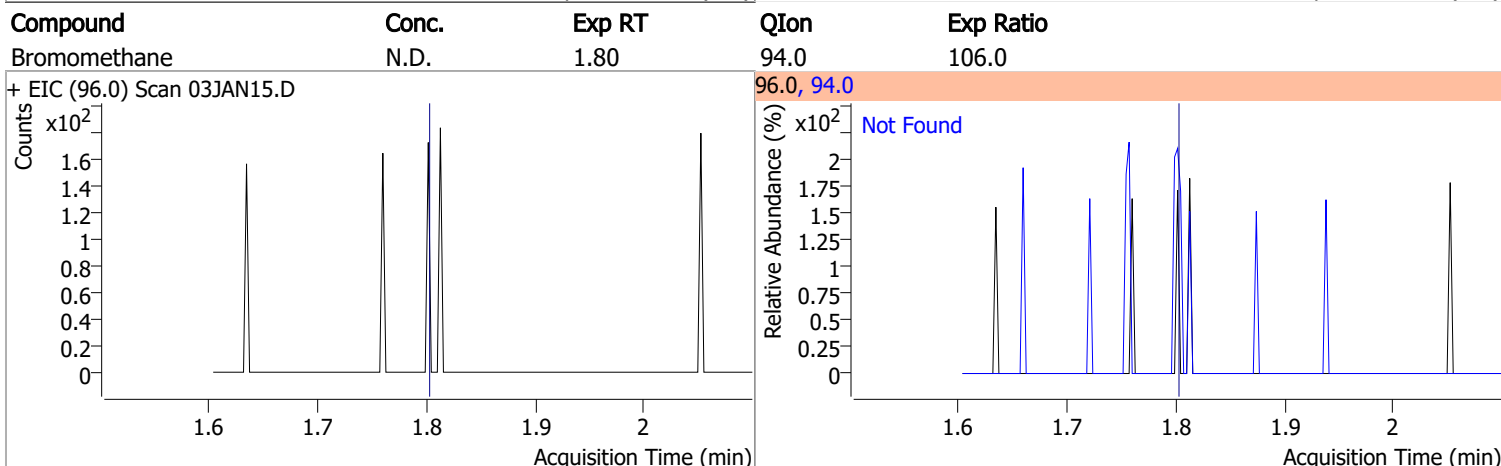 Compound Conc. Exp RT QIon Exp Ratio
Bromomethane N.D. 1.80 94.0 106.0
+ EIC (96.0) Scan 03JAN15.D
96.0, 94.0
Counts
x10²
1.6
1.4
1.2
1
0.8
0.6
0.4
0.2
0
1.6 1.7 1.8 1.9 2
Acquisition Time (min)
Relative Abundance (%)
x10²
Not Found
2
1.75
1.5
1.25
1
0.75
0.5
0.25
0
1.6 1.7 1.8 1.9 2
Acquisition Time (min)